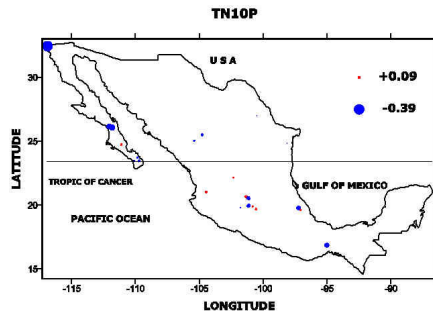 TN10P
USA
30
+0.09
-0.39
25
LATITUDE
TROPIC OF CANCER
GULF OF MEXICO
20
PACIFIC OCEAN
15
-115
-110
-105
-100
-95
-90
LONGITUDE